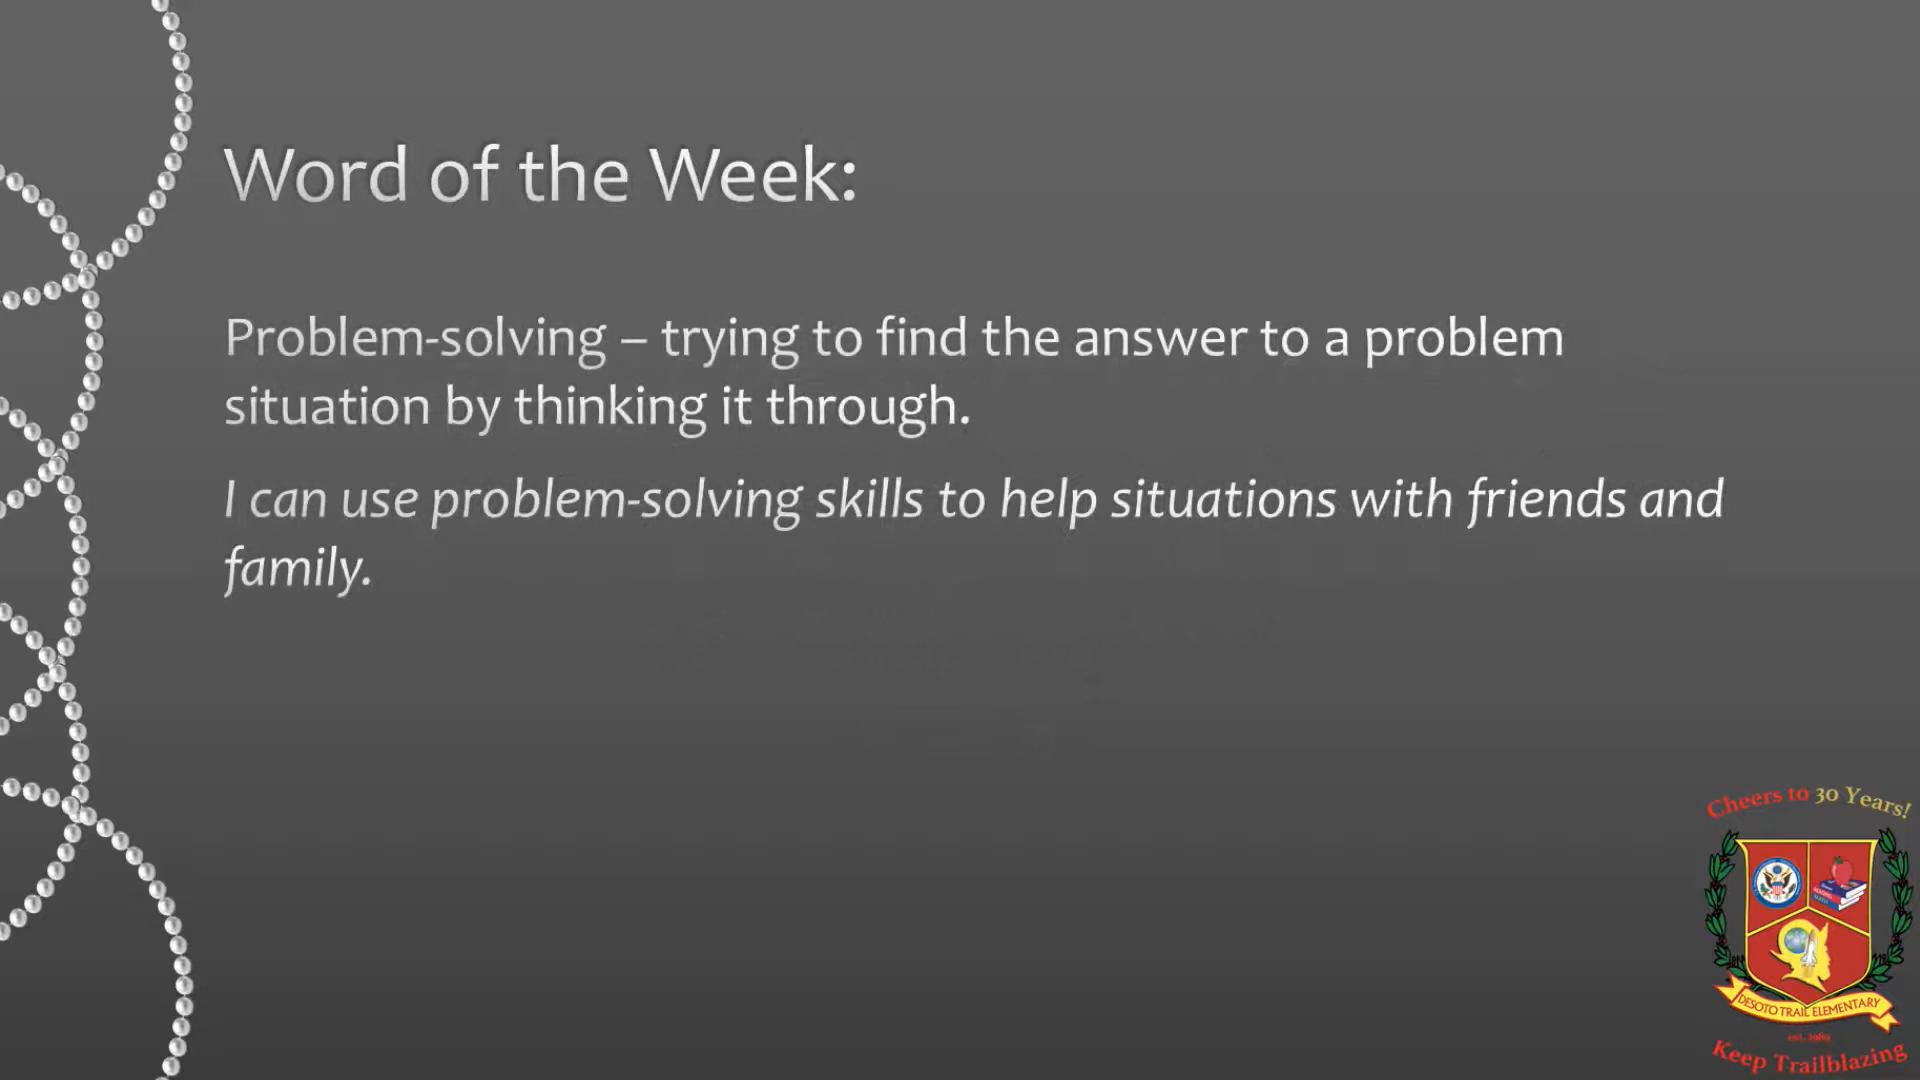 Word of the Week:
Problem-solving – trying to find the answer to a problem
situation by thinking it through.
I can use problem-solving skills to help situations with friends and
family.
Cheers to 30 Years!
DESOTO TRAIL ELEMENTARY
est. 1989
Keep Trailblazing